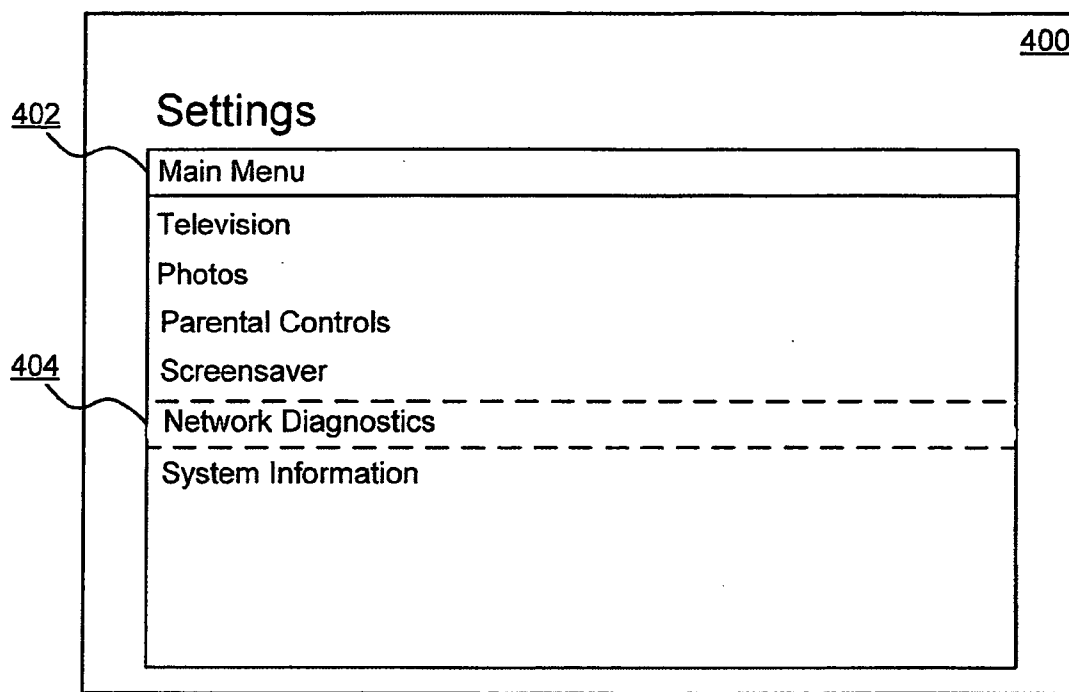 400
Settings
402
Main Menu
Television
Photos
Parental Controls
Screensaver
404
Network Diagnostics
System Information